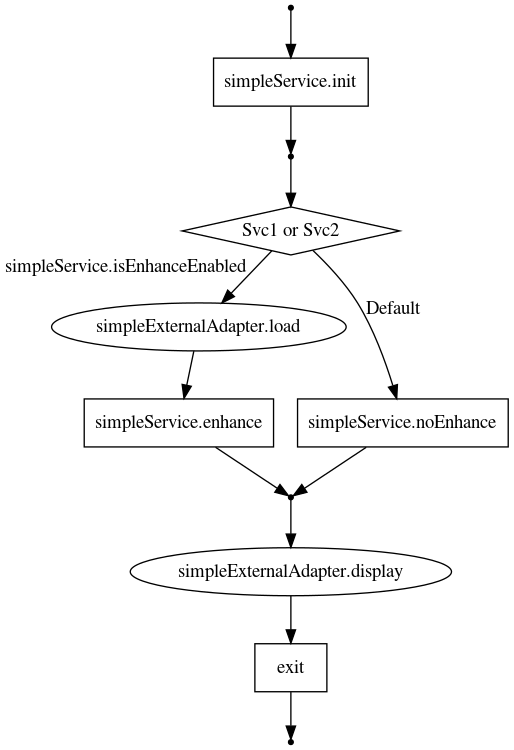 simpleService.init
Svc1 or Svc2
simpleService.isEnhanceEnabled
Default
simpleExternalAdapter.load
simpleService.enhance
simpleService.noEnhance
simpleExternalAdapter.display
exit